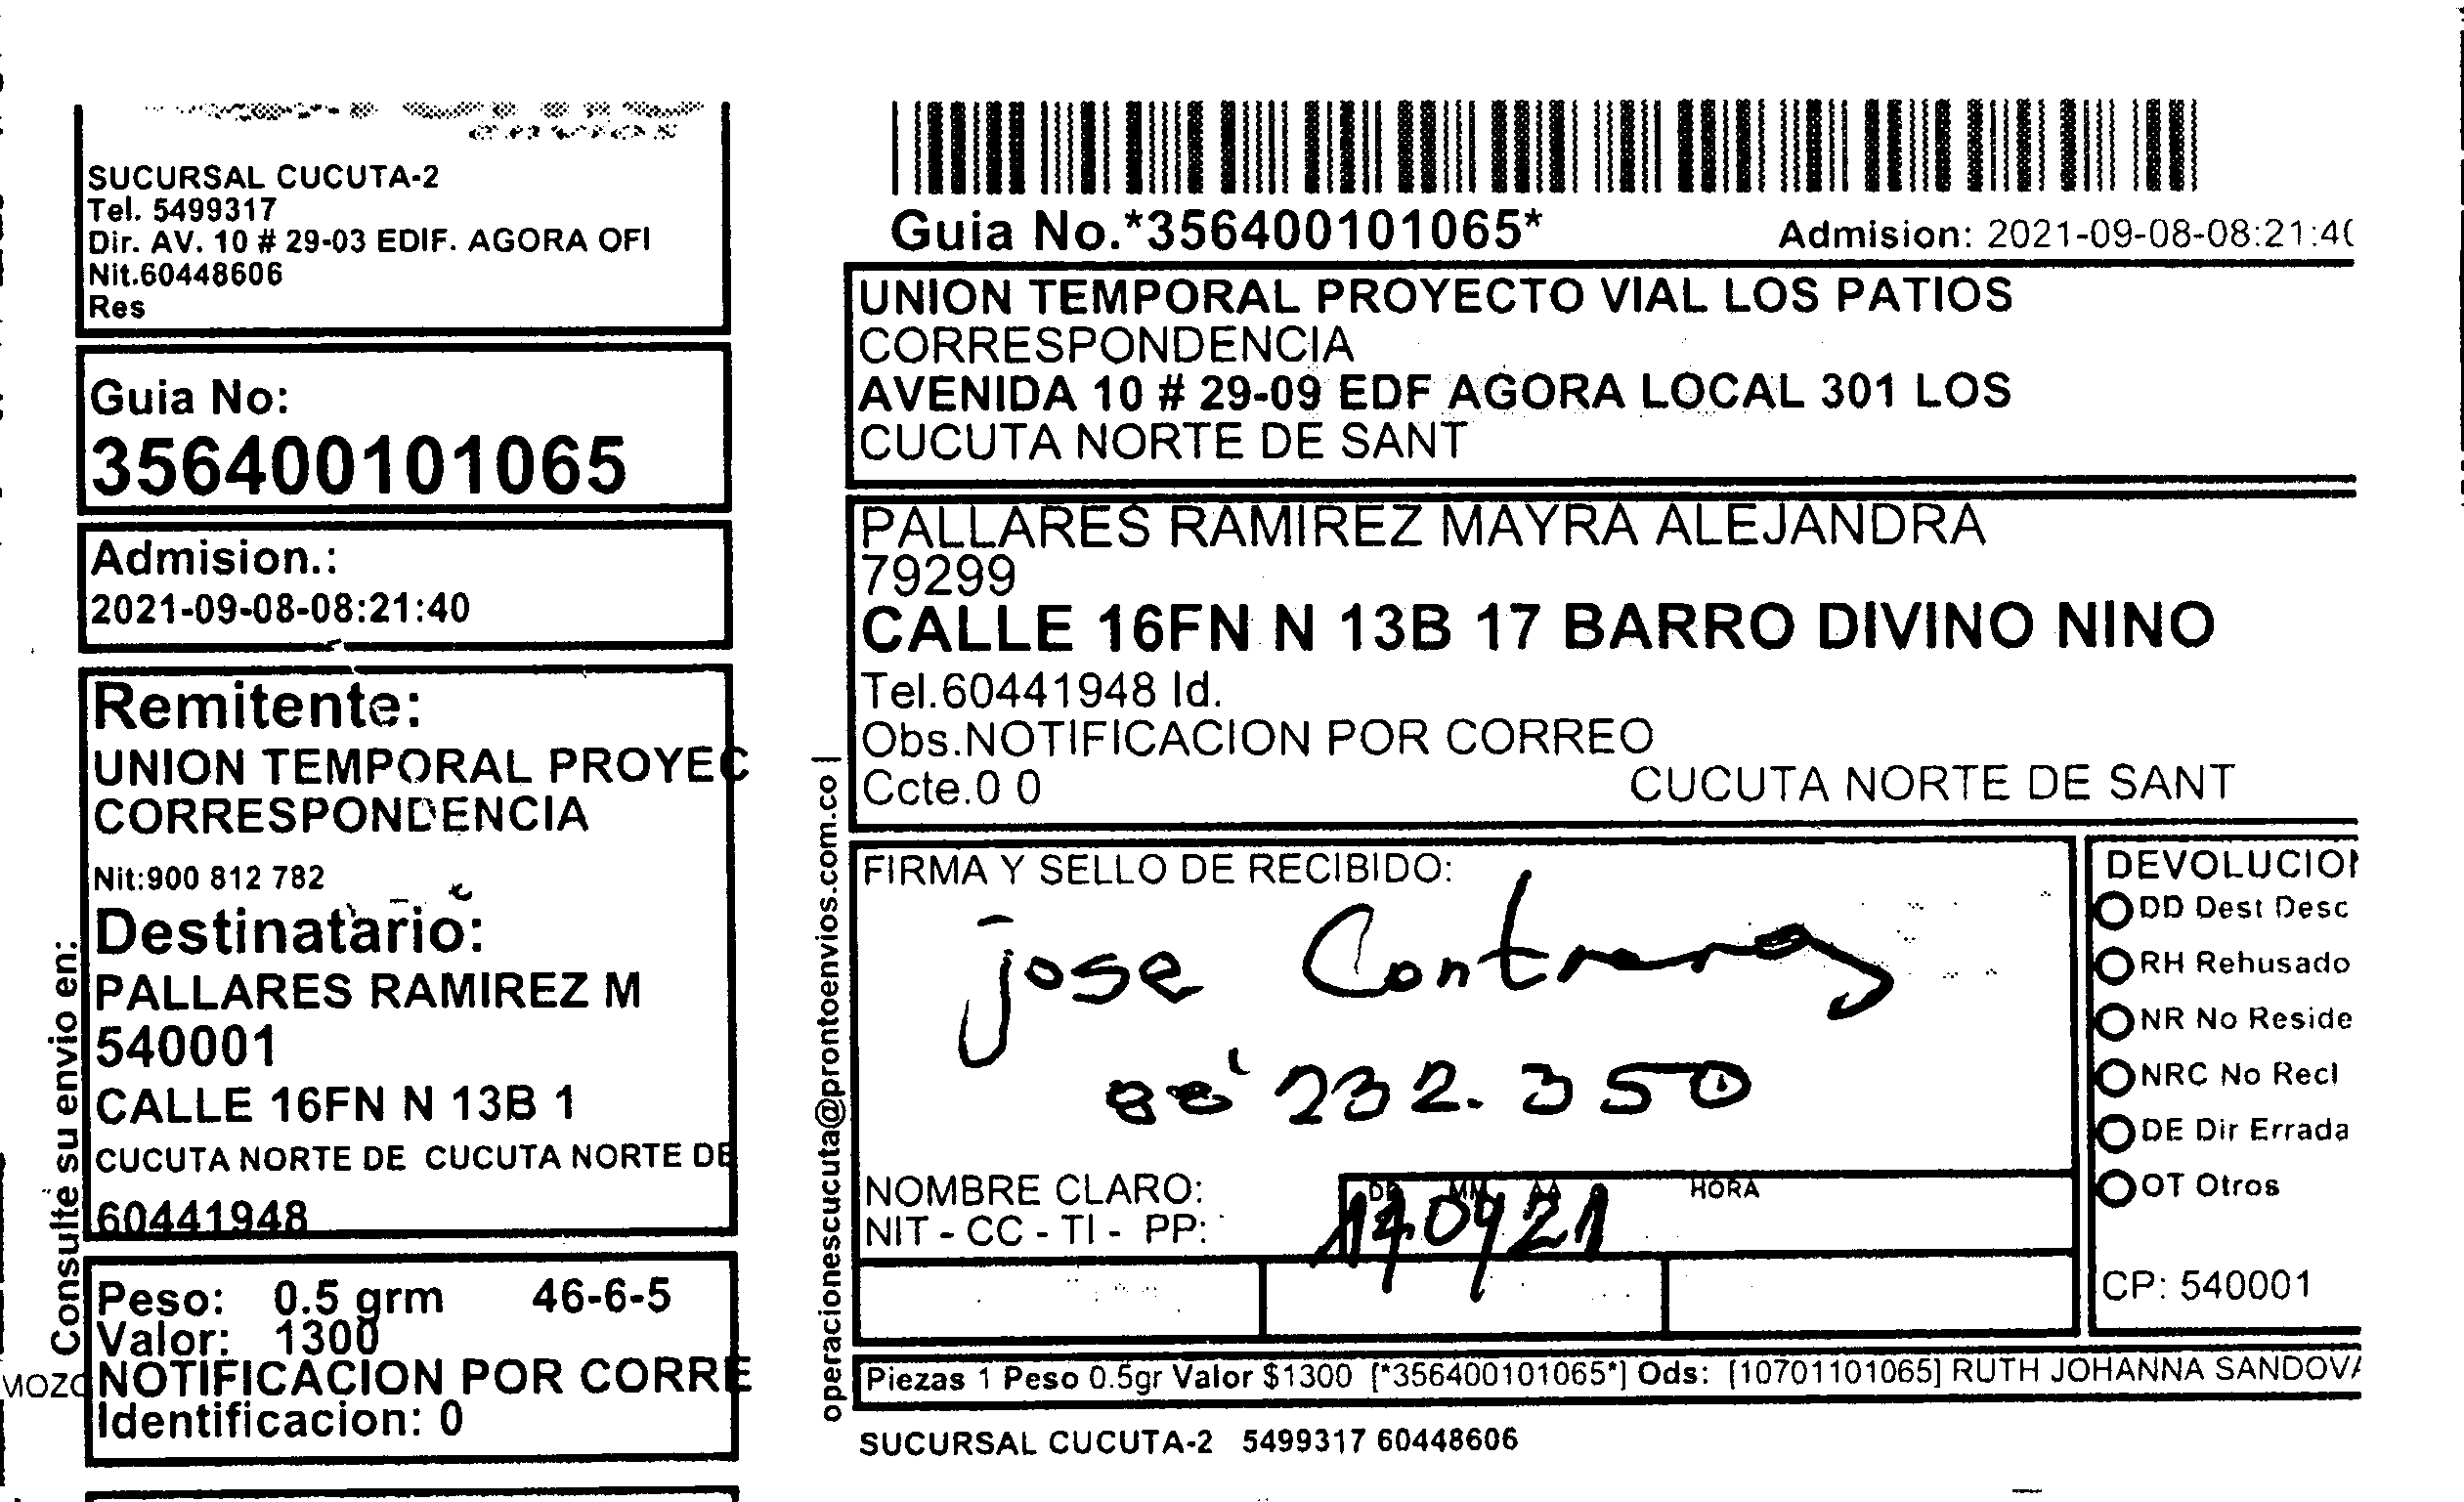 SUCURSAL CUCUTA-2
Tel. 5499317
Dir. AV. 10 # 29-03 EDIF. AGORA OFI
Nit.60448606
Res
Guia No:
356400101065
Admision.:
2021-09-08-08:21:40
Remitente:
UNION TEMPORAL PROYEC
CORRESPONDENCIA
Nit:900 812 782
Destinatario:
PALLARES RAMIREZ M
540001
CALLE 16FN N 13B 1
CUCUTA NORTE DE CUCUTA NORTE DE
60441948
Peso: 0.5 grm 46-6-5
Valor: 1300
NOTIFICACION POR CORRE
Identificacion: 0
Consulte su envio en:
MOZO
Guia No.*356400101065*
Admision: 2021-09-08-08:21:40
UNION TEMPORAL PROYECTO VIAL LOS PATIOS
CORRESPONDENCIA
AVENIDA 10 # 29-09 EDF AGORA LOCAL 301 LOS
CUCUTA NORTE DE SANT
PALLARES RAMIREZ MAYRA ALEJANDRA
79299
CALLE 16FN N 13B 17 BARRO DIVINO NINO
Tel.60441948 Id.
Obs.NOTIFICACION POR CORREO
Ccte.0 0
CUCUTA NORTE DE SANT
operacionescucuta@prontoenvios.com.co |
FIRMA Y SELLO DE RECIBIDO:
jose Contreras
88'232.350
NOMBRE CLARO:
NIT - CC - TI - PP:
DD MM AA HORA
09 21
DEVOLUCION
DD Dest Desc
RH Rehusado
NR No Reside
NRC No Recl
DE Dir Errada
OT Otros
CP: 540001
Piezas 1 Peso 0.5gr Valor $1300 [*356400101065*] Ods: [10701101065] RUTH JOHANNA SANDOVA
SUCURSAL CUCUTA-2 5499317 60448606